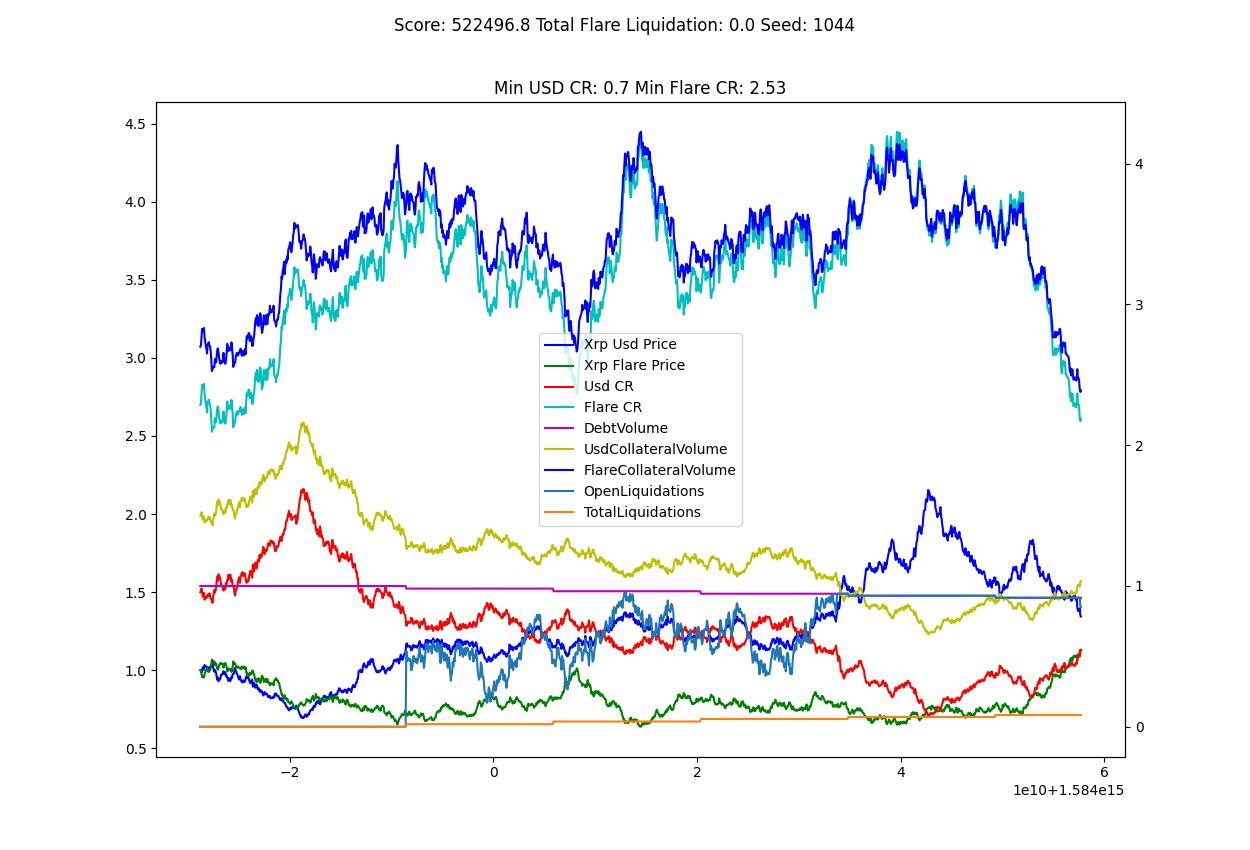 Score: 522496.8 Total Flare Liquidation: 0.0 Seed: 1044
Min USD CR: 0.7 Min Flare CR: 2.53
4.5
4.0
3.5
3.0
2.5
2.0
1.5
1.0
0.5
4
3
2
1
0
Xrp Usd Price
Xrp Flare Price
Usd CR
Flare CR
DebtVolume
UsdCollateralVolume
FlareCollateralVolume
OpenLiquidations
TotalLiquidations
−2 0 2 4 6
1e10+1.584e15